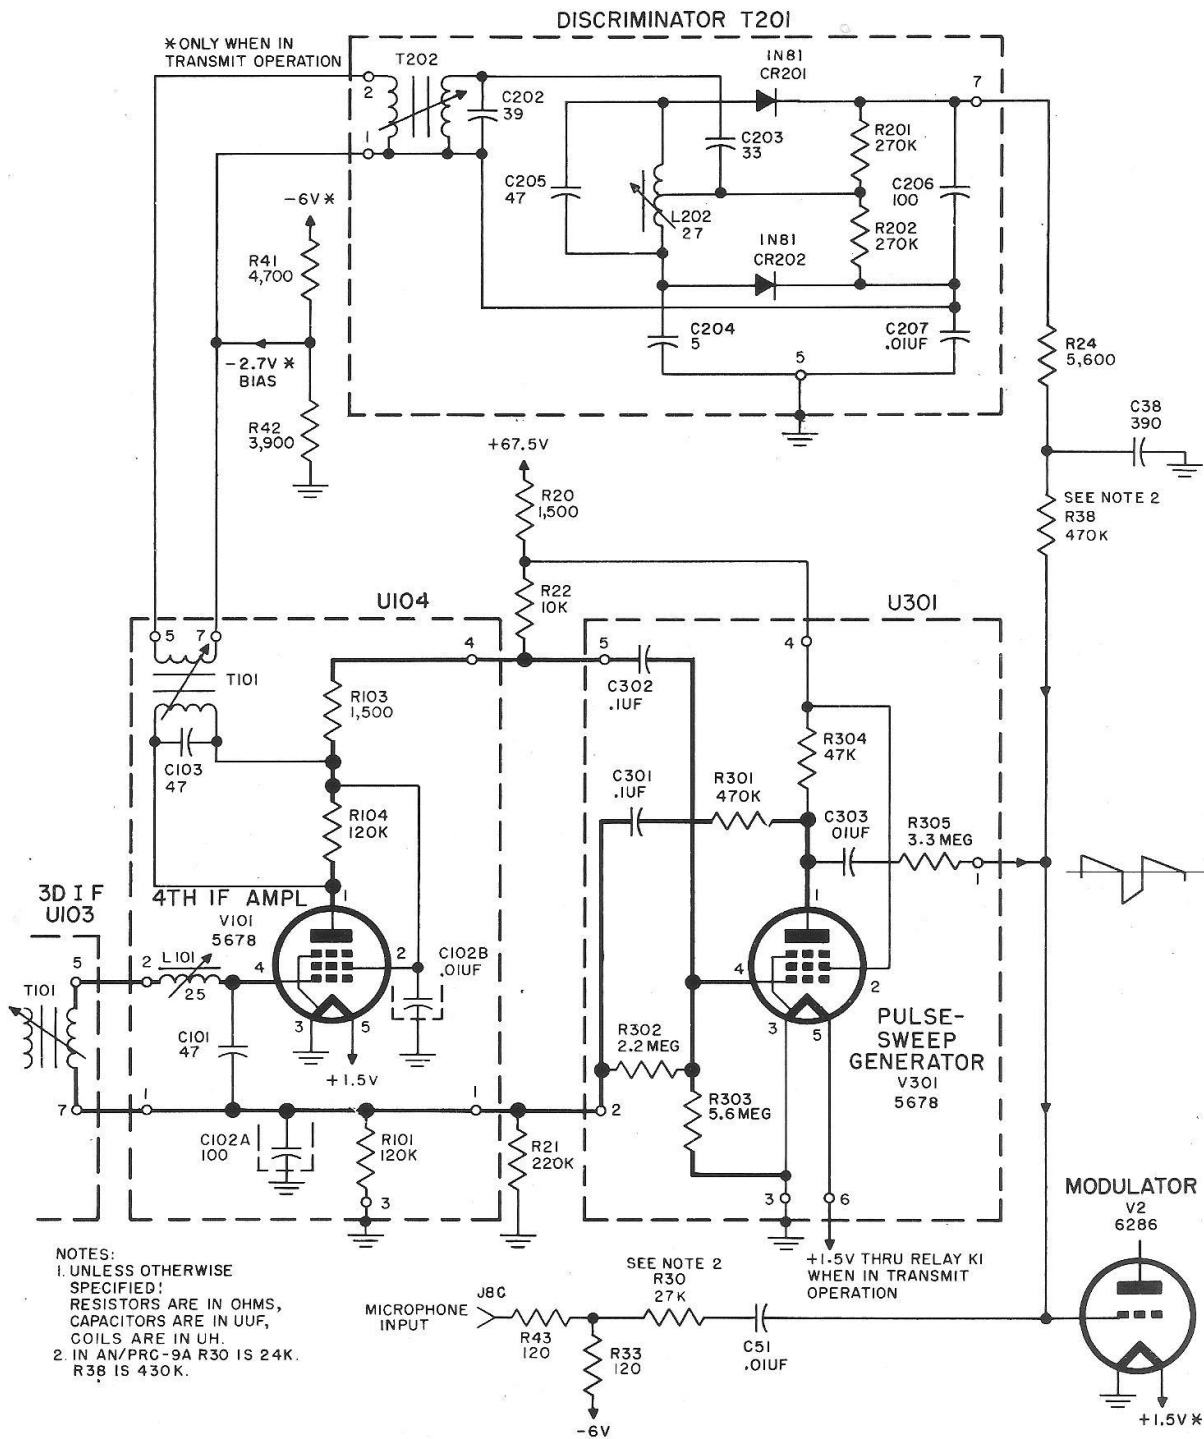 DISCRIMINATOR T201
*ONLY WHEN IN
TRANSMIT OPERATION
T202
2
1
C202
39
1N81
CR201
7
C203
33
R201
270K
C205
47
C206
100
L202
27
R202
270K
1N81
CR202
C204
5
C207
.01UF
5
-6V*
R41
4,700
-2.7V*
BIAS
R42
3,900
R24
5,600
C38
390
+67.5V
R20
1,500
SEE NOTE 2
R38
470K
R22
10K
U104
U301
5
7
4
5
4
T101
R103
1,500
C302
.1UF
C103
47
R304
47K
C301
.1UF
R301
470K
R104
120K
C303
.01UF
R305
3.3 MEG
1
3D I F
U103
4TH IF AMPL
V101
5678
1
1
5
2
L101
25
4
2
C102B
.01UF
4
2
T101
3
5
3
5
C101
47
+1.5V
R302
2.2 MEG
PULSE-
SWEEP
GENERATOR
V301
5678
7
1
1
2
R303
5.6 MEG
C102A
100
R101
120K
R21
220K
3
3
6
MODULATOR
V2
6286
NOTES:
1. UNLESS OTHERWISE
SPECIFIED:
RESISTORS ARE IN OHMS,
CAPACITORS ARE IN UUF,
COILS ARE IN UH.
2. IN AN/PRC-9A R30 IS 24K.
R38 IS 430K.
+1.5V THRU RELAY K1
WHEN IN TRANSMIT
OPERATION
SEE NOTE 2
R30
27K
J8C
MICROPHONE
INPUT
R43
120
R33
120
C51
.01UF
-6V
+1.5V*